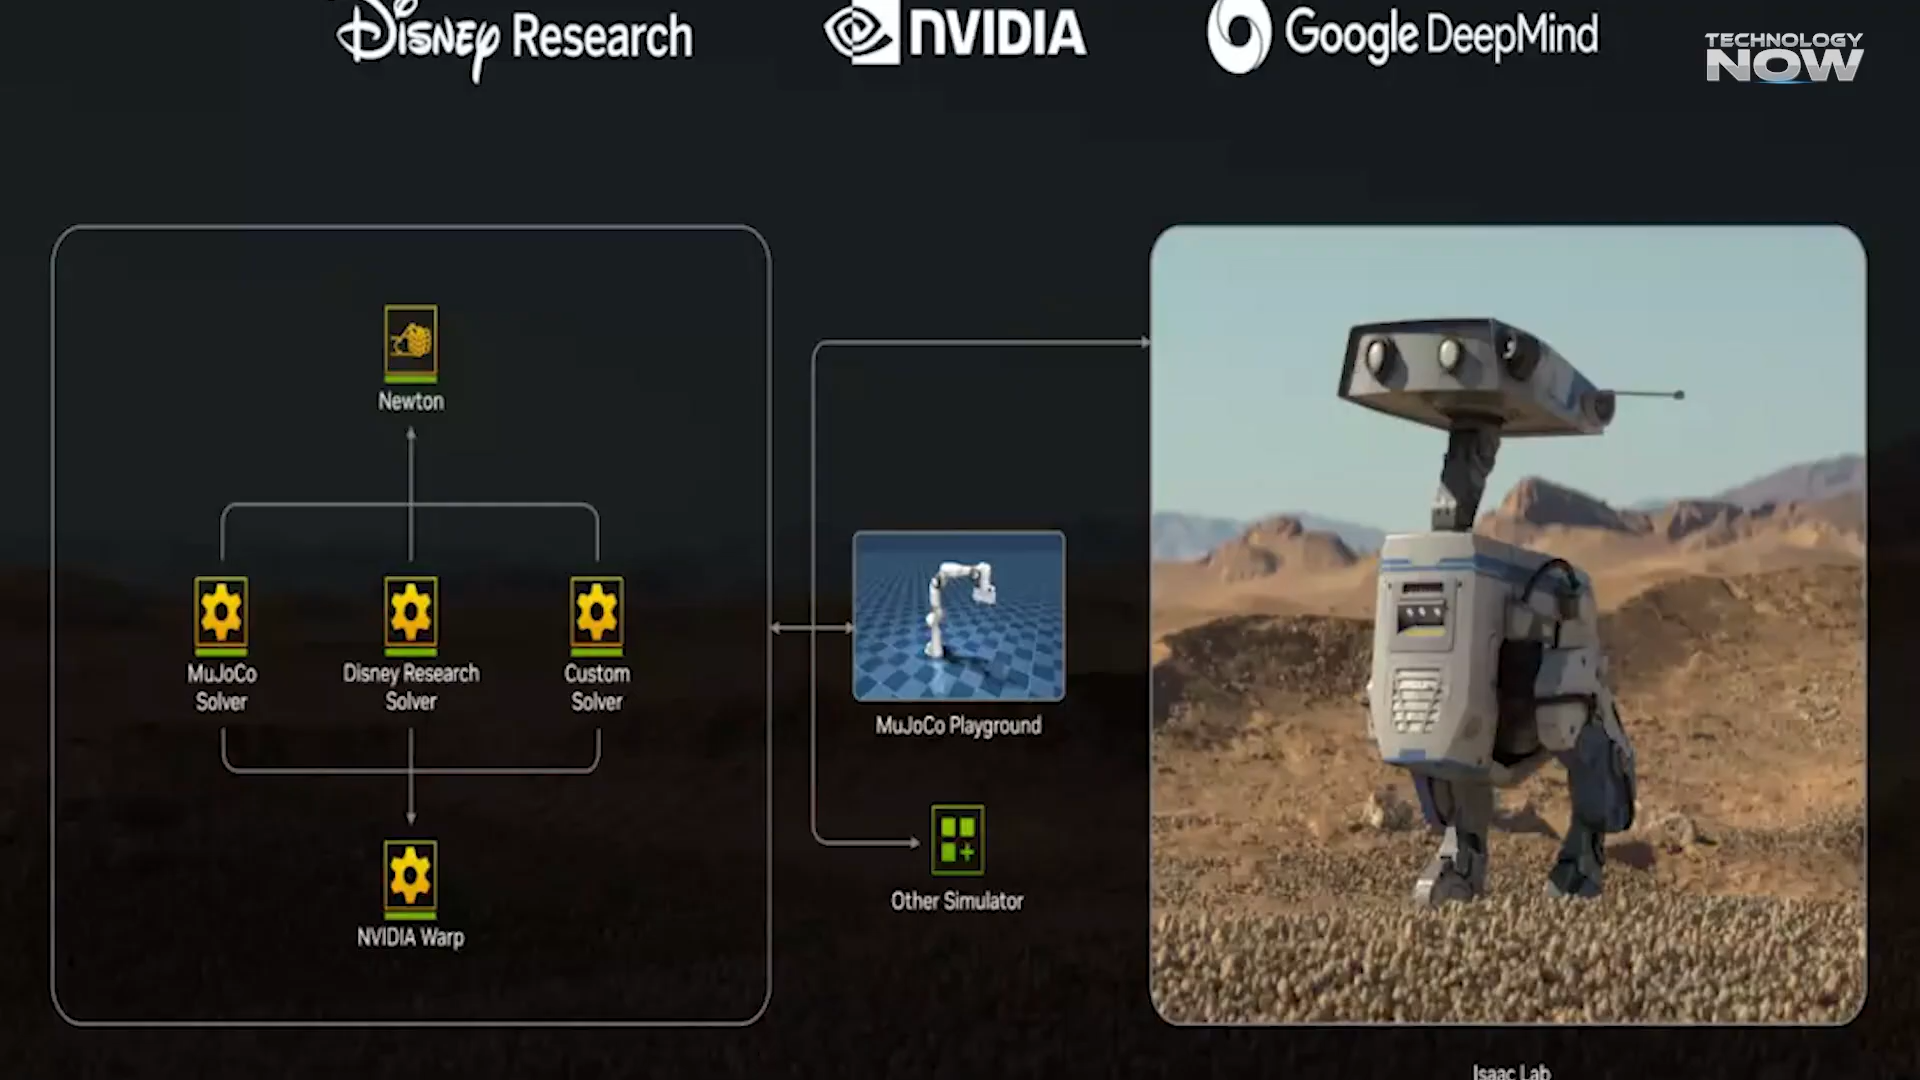 Disney Research
NVIDIA
Google DeepMind
TECHNOLOGY
NOW
Newton
MuJoCo
Solver
Disney Research
Solver
Custom
Solver
NVIDIA Warp
MuJoCo Playground
Other Simulator
Isaac Lab